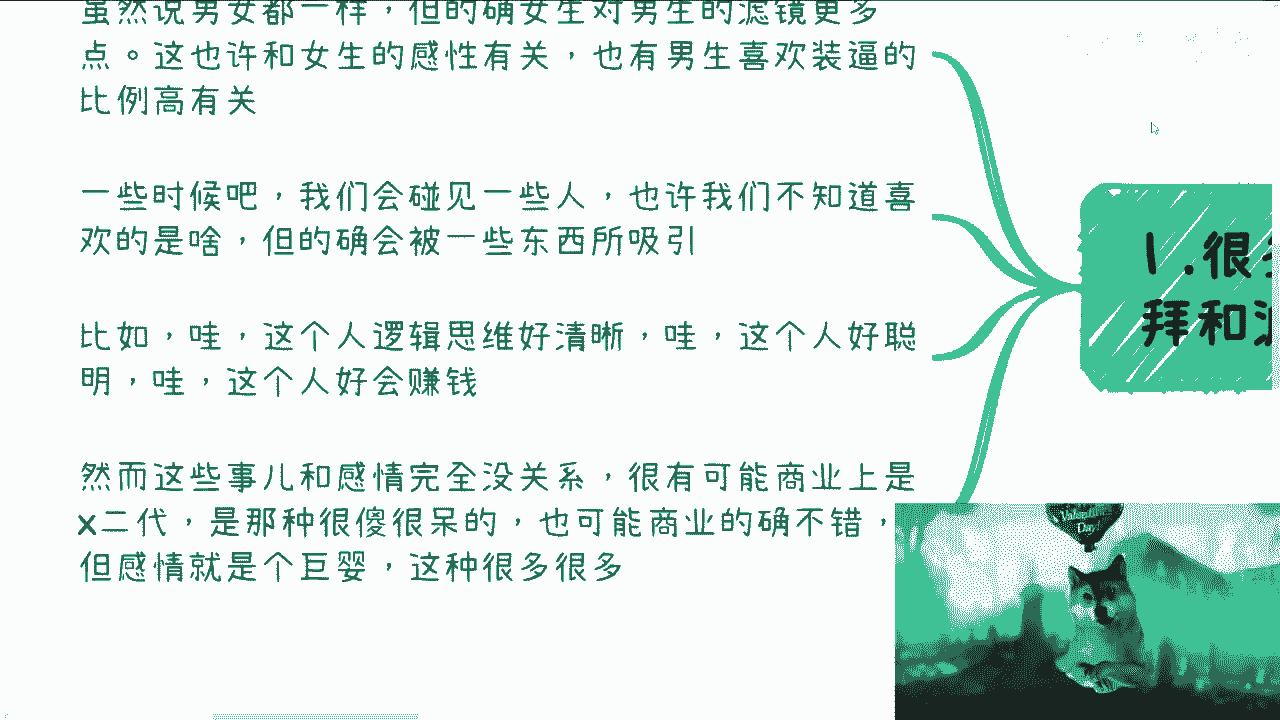 虽然说男女都一样，但的确女生对男生的滤镜更多
点。这也许和女生的感性有关，也有男生喜欢装逼的
比例高有关
一些时候吧，我们会碰见一些人，也许我们不知道喜
欢的是啥，但的确会被一些东西所吸引
比如，哇，这个人逻辑思维好清晰，哇，这个人好聪
明，哇，这个人好会赚钱
然而这些事儿和感情完全没关系，很有可能商业上是
x二代，是那种很傻很呆的，也可能商业的确不错，
但感情就是个巨婴，这种很多很多
1.很
拜和
Valentine's
Day